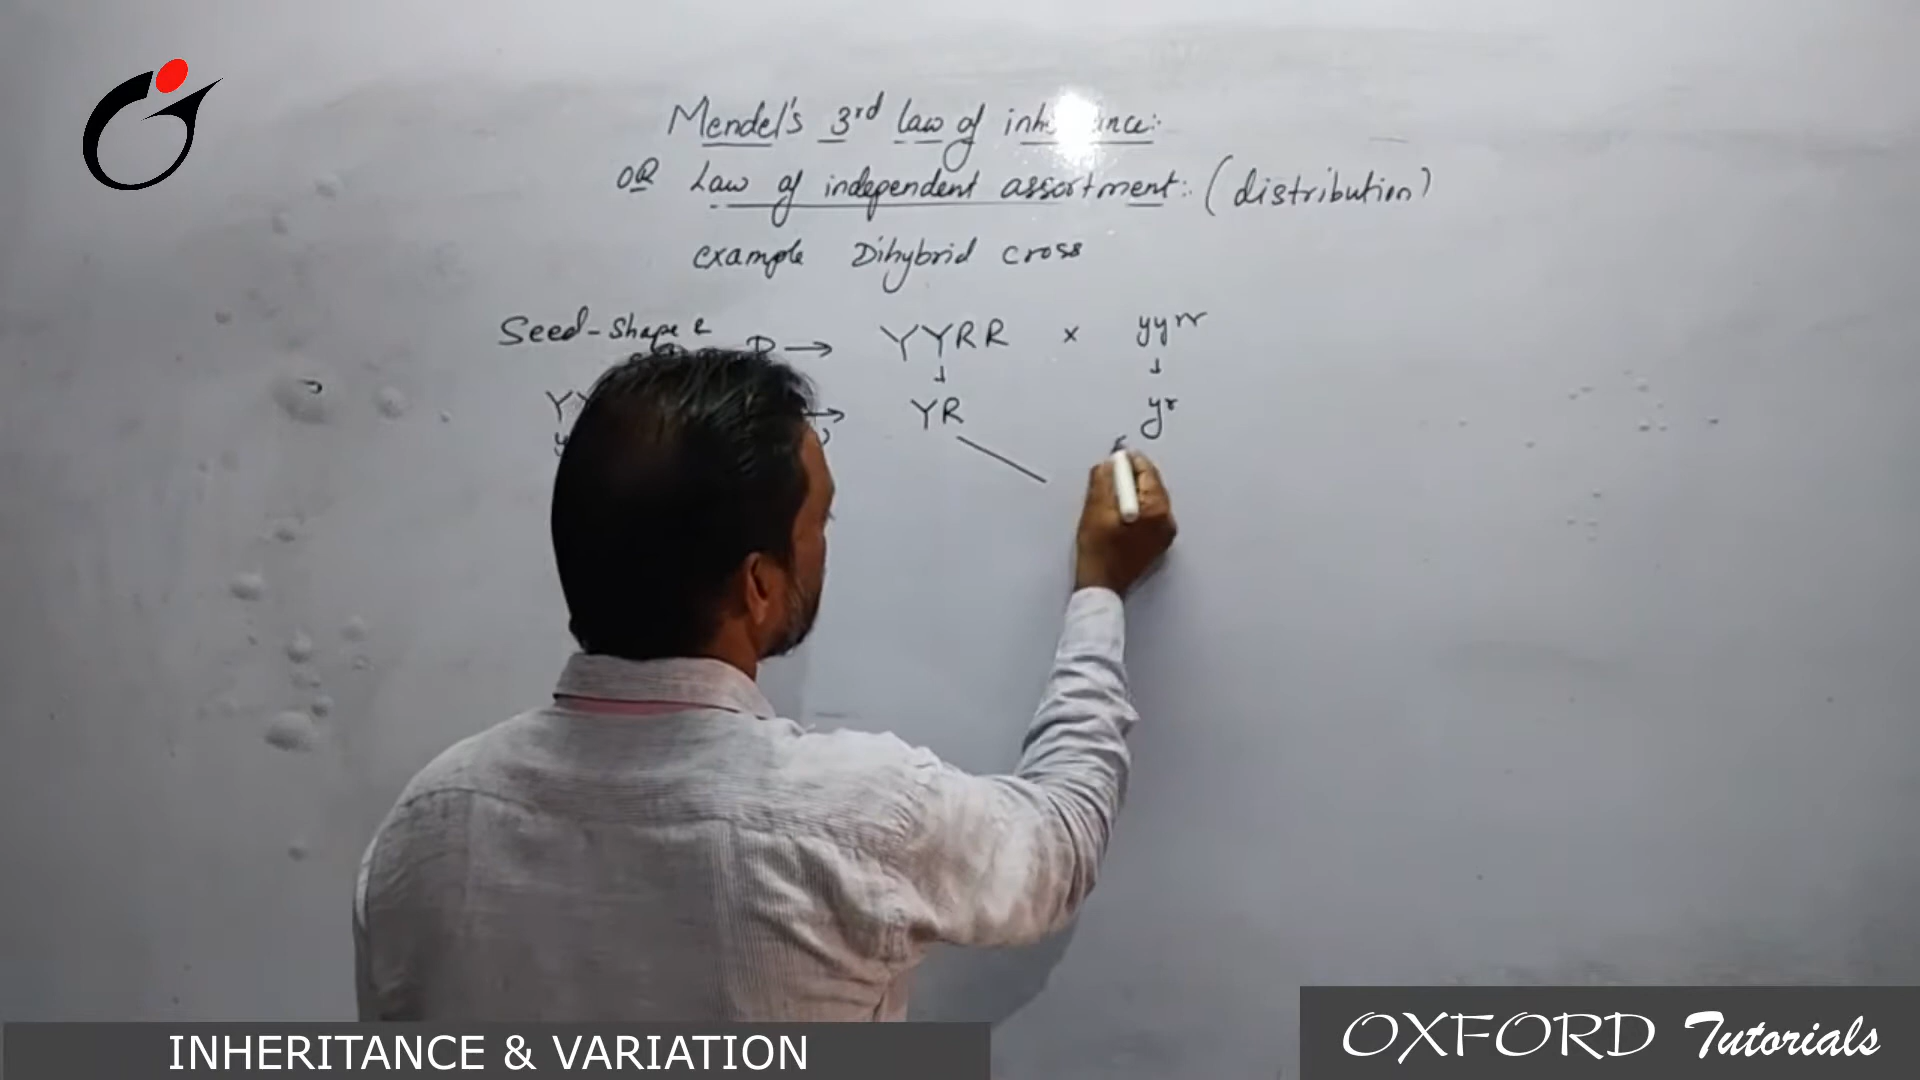 Mendel's 3rd law of inheritance:
OR Law of independent assortment: (distribution)
example Dihybrid cross
Seed-Shape &
P → YYRR × yyrr
YR yr
INHERITANCE & VARIATION
OXFORD Tutorials